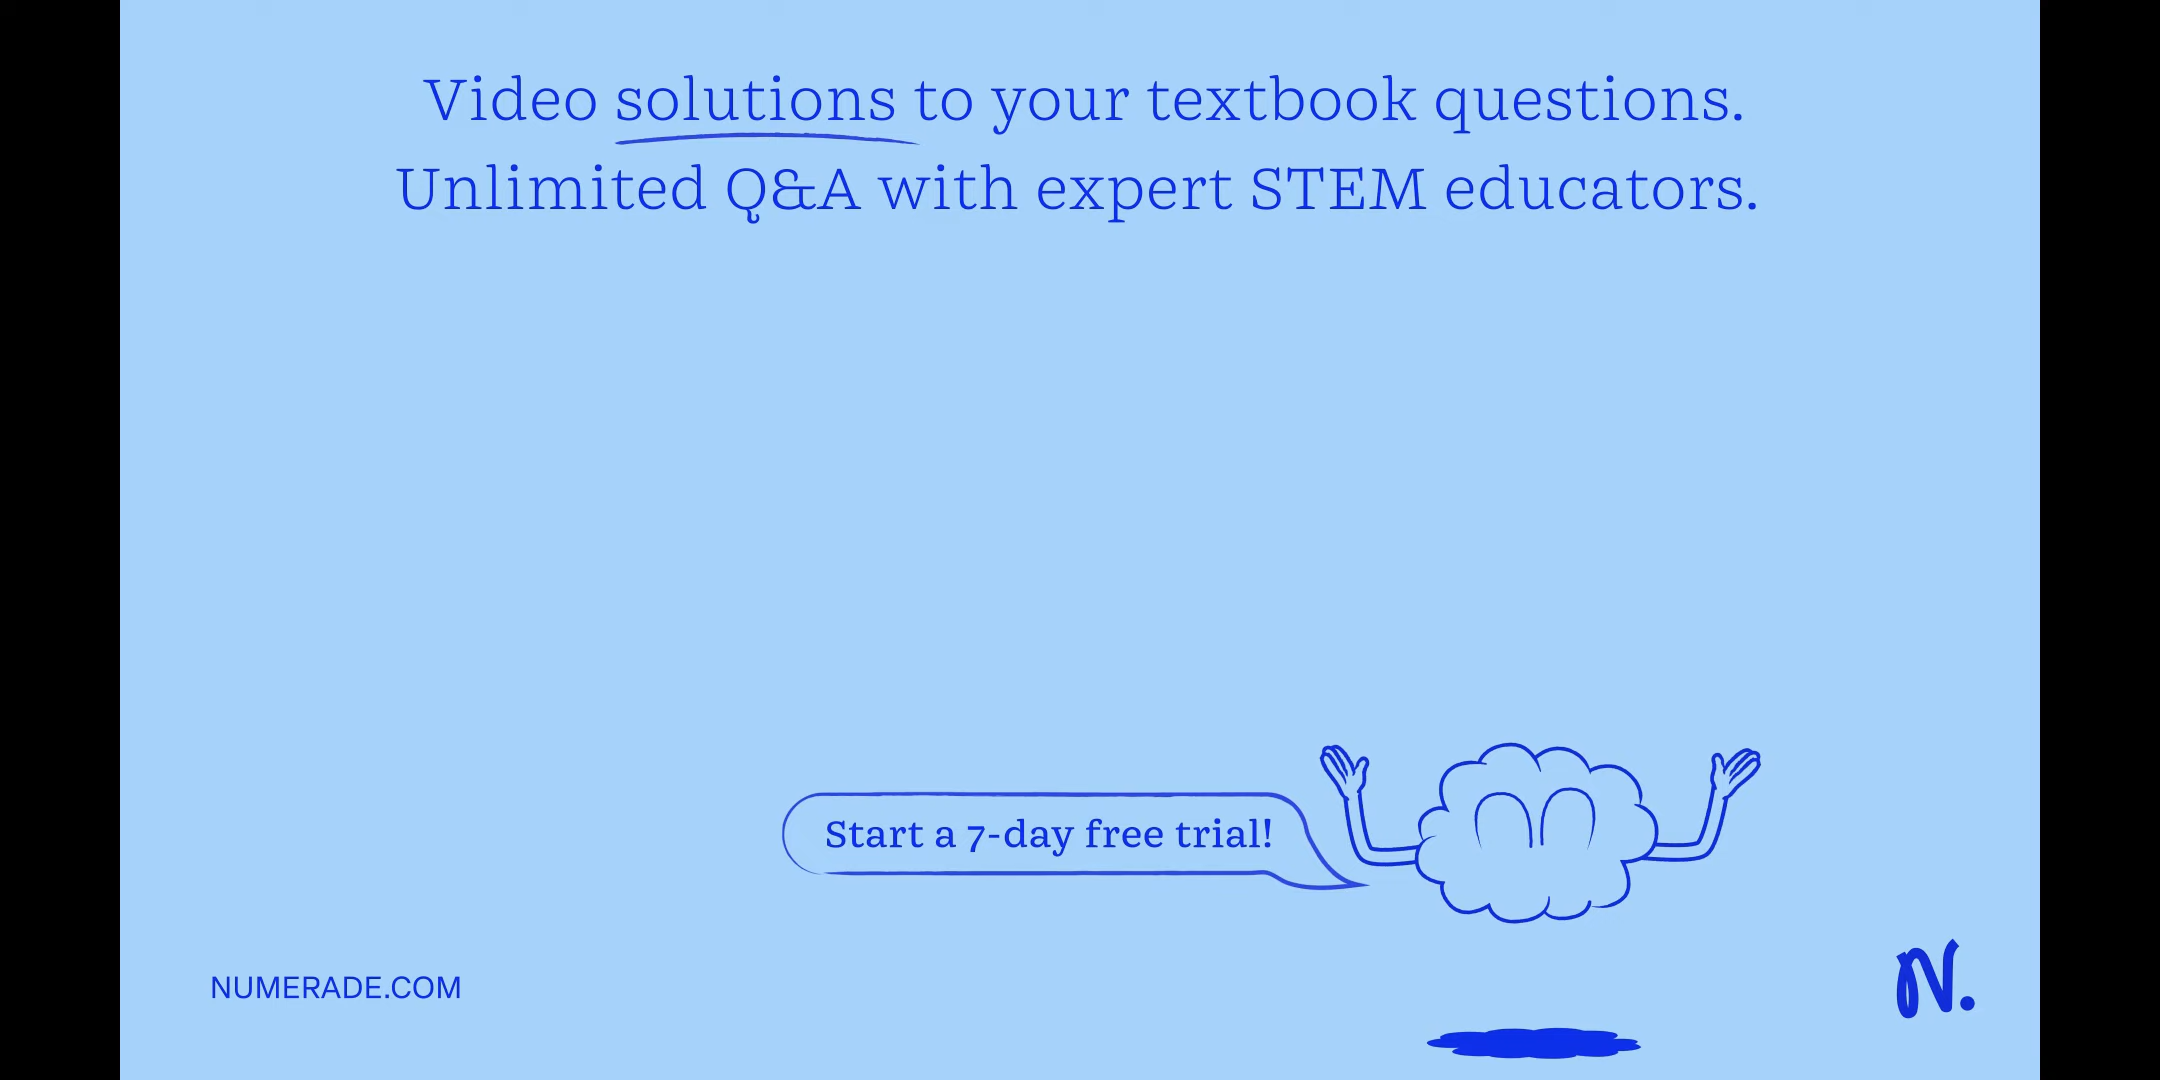 Video solutions to your textbook questions.
Unlimited Q&A with expert STEM educators.
Start a 7-day free trial!
NUMERADE.COM
N.